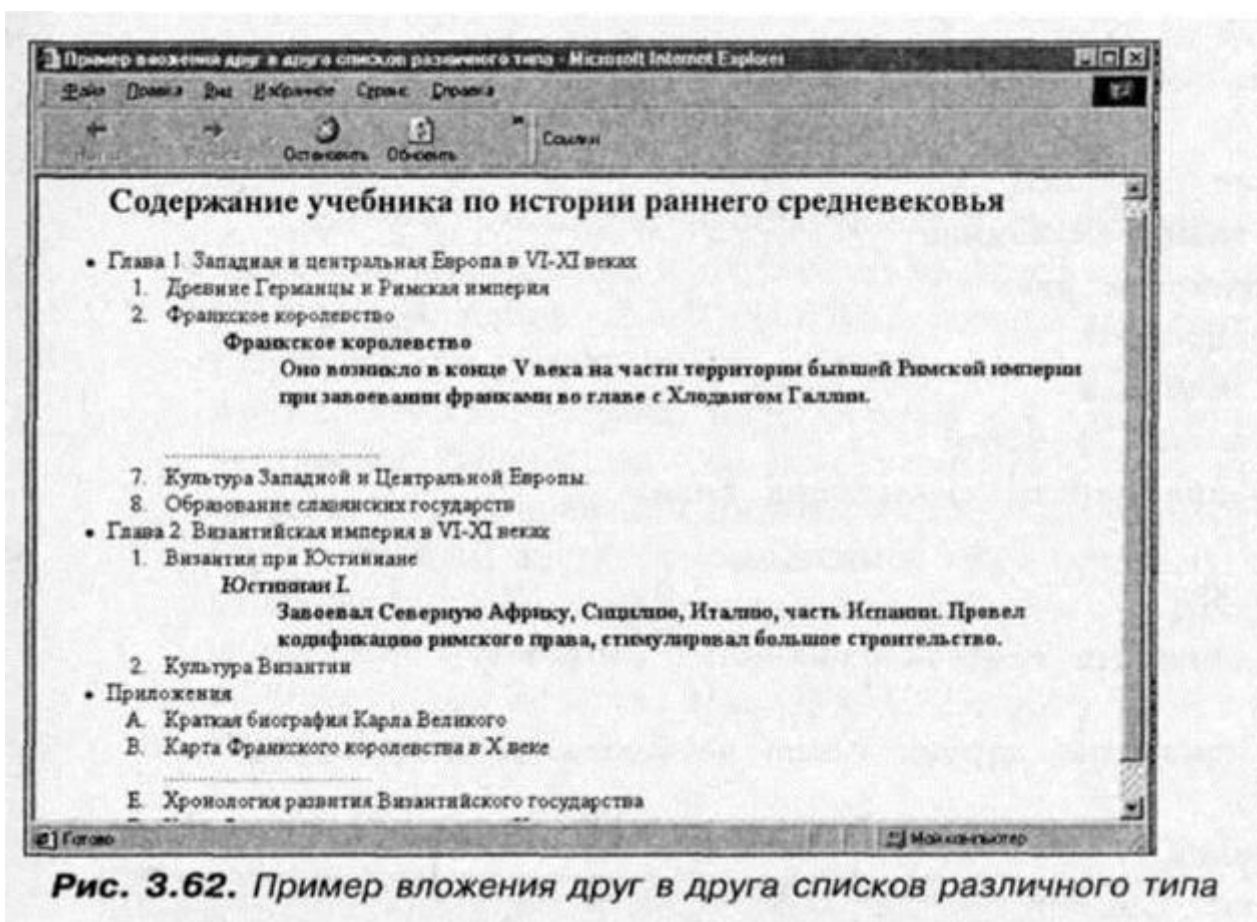 Пример вложения друг в друга списков различного типа - Microsoft Internet Explorer
Файл Правка Вид Избранное Сервис Справка
Остановить Обновить » Ссылки
Содержание учебника по истории раннего средневековья
• Глава 1. Западная и центральная Европа в VI-XI веках
1. Древние Германцы и Римская империя
2. Франкское королевство
Франкское королевство
Оно возникло в конце V века на части территории бывшей Римской империи
при завоевании франками во главе с Хлодвигом Галлии.
........................................
7. Культура Западной и Центральной Европы.
8. Образование славянских государств
• Глава 2. Византийская империя в VI-XI веках
1. Византия при Юстиниане
Юстиниан I.
Завоевал Северную Африку, Сицилию, Италию, часть Испании. Провел
кодификацию римского права, стимулировал большое строительство.
2. Культура Византии
• Приложения
A. Краткая биография Карла Великого
B. Карта Франкского королевства в X веке
........................................
E. Хронология развития Византийского государства
Готово Мой компьютер
Рис. 3.62. Пример вложения друг в друга списков различного типа